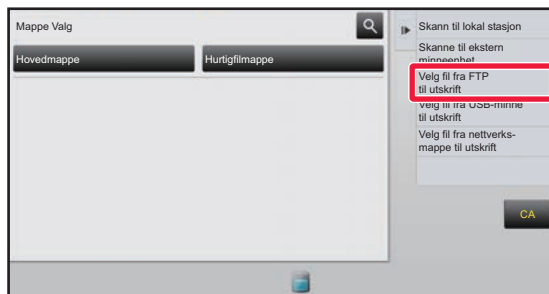 Mappe Valg
Hovedmappe
Hurtigfilmappe
Skann til lokal stasjon
Skanne til ekstern
minneenhet
Velg fil fra FTP
til utskrift
Velg fil fra USB-minne
til utskrift
Velg fil fra nettverks-
mappe til utskrift
CA